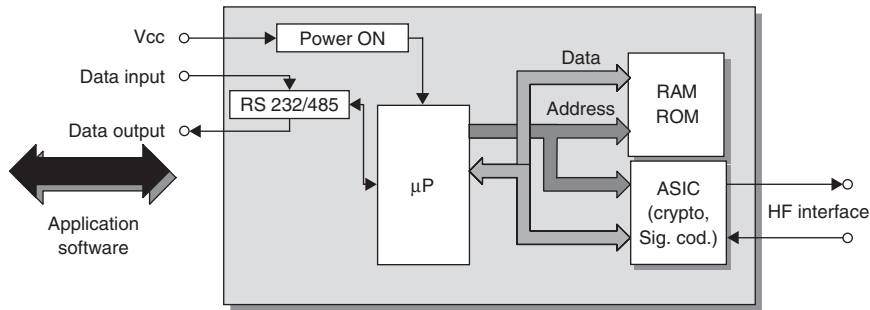 Vcc
Power ON
Data input
RS 232/485
Data output
Application
software
μP
Data
Address
RAM
ROM
ASIC
(crypto,
Sig. cod.)
HF interface